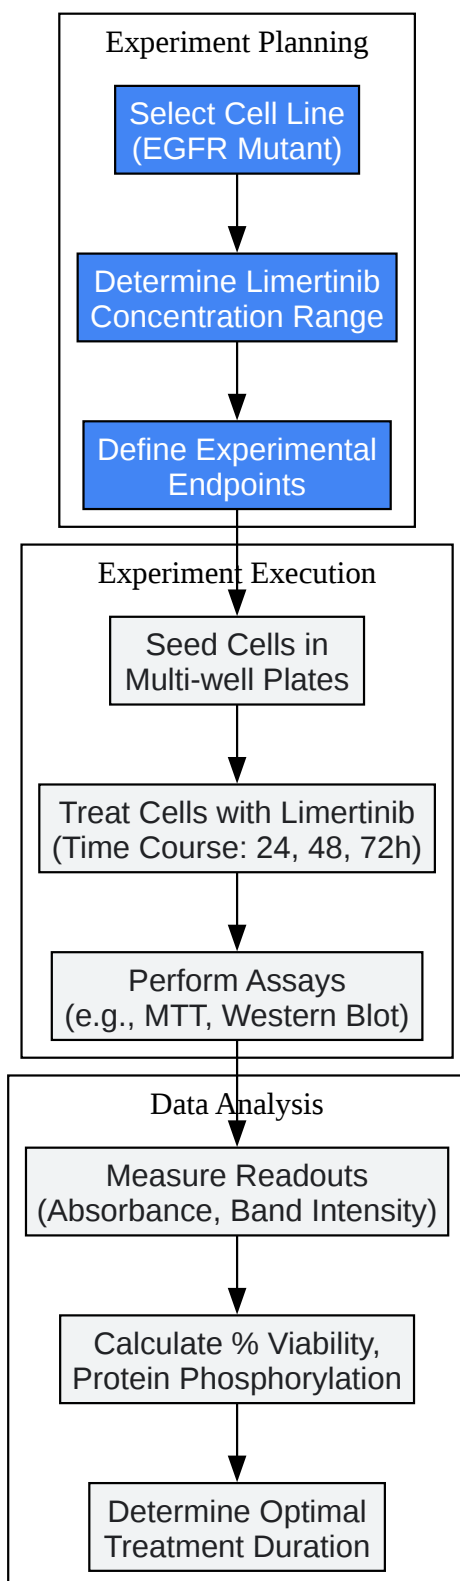 Experiment Planning
Select Cell Line
(EGFR Mutant)
Determine Limertinib
Concentration Range
Define Experimental
Endpoints
Experiment Execution
Seed Cells in
Multi-well Plates
Treat Cells with Limertinib
(Time Course: 24, 48, 72h)
Perform Assays
(e.g., MTT, Western Blot)
Data Analysis
Measure Readouts
(Absorbance, Band Intensity)
Calculate % Viability,
Protein Phosphorylation
Determine Optimal
Treatment Duration